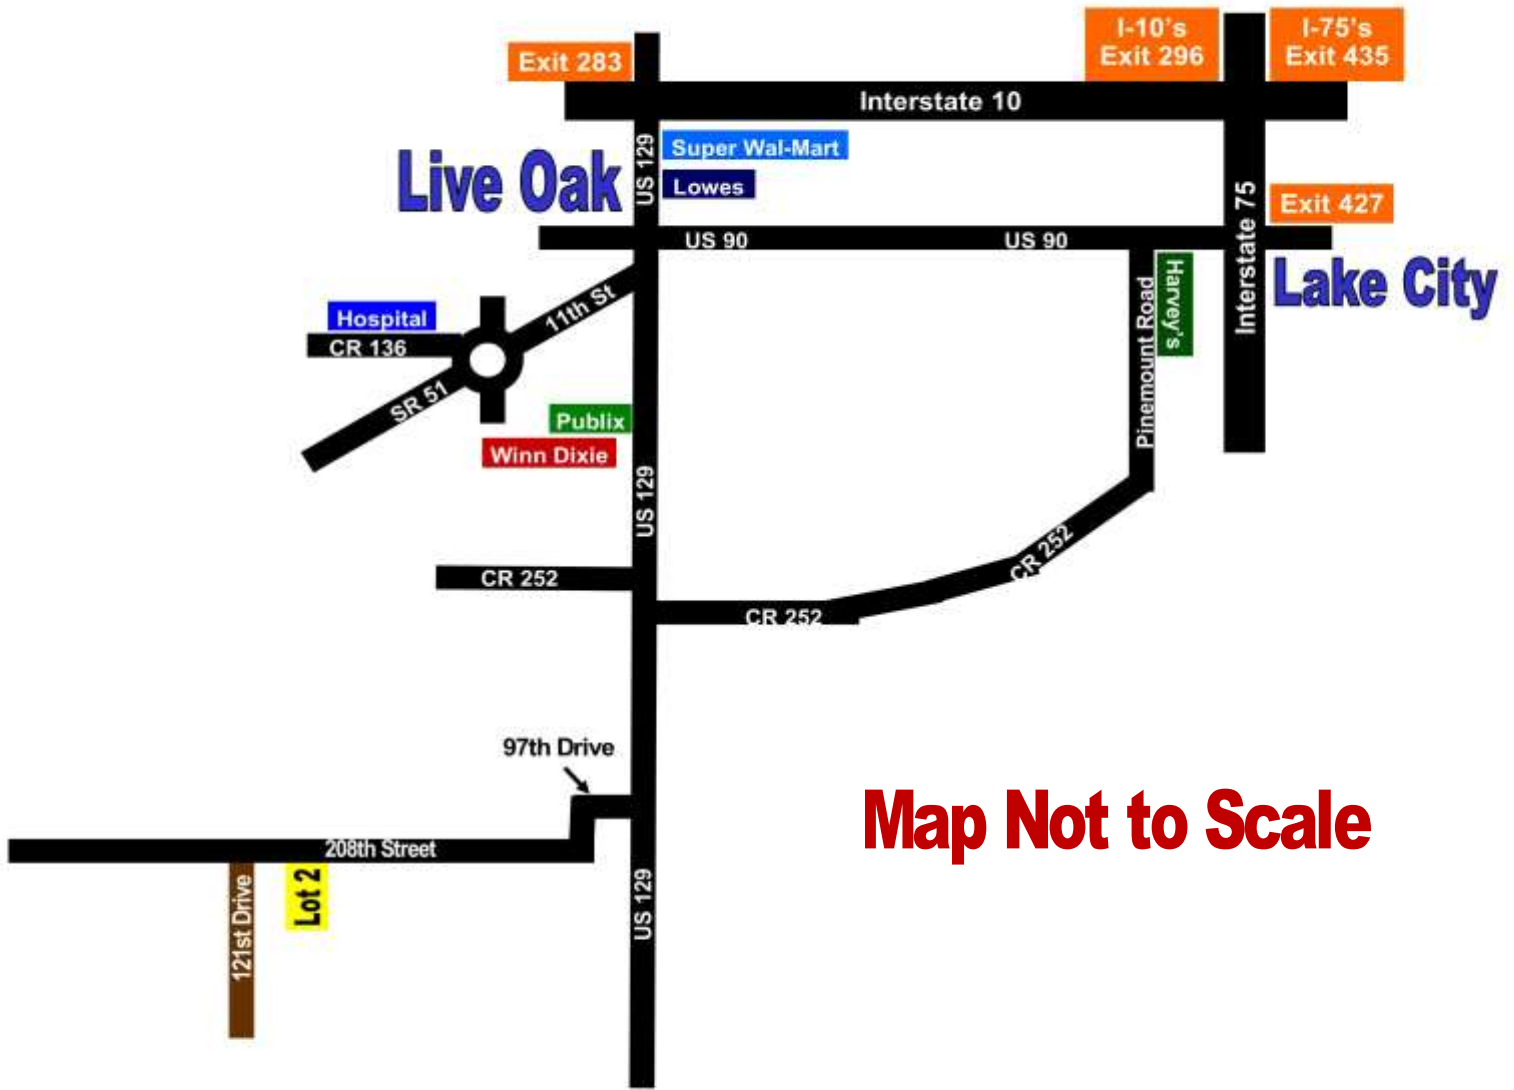 I-10's
Exit 296
I-75's
Exit 435
Exit 283
Interstate 10
US 129
Super Wal-Mart
Live Oak
Lowes
Interstate 75
Exit 427
US 90
US 90
Lake City
Harvey's
Pinemount Road
11th St
Hospital
CR 136
SR 51
Publix
Winn Dixie
US 129
CR 252
CR 252
CR 252
97th Drive
Map Not to Scale
208th Street
Lot 2
121st Drive
US 129